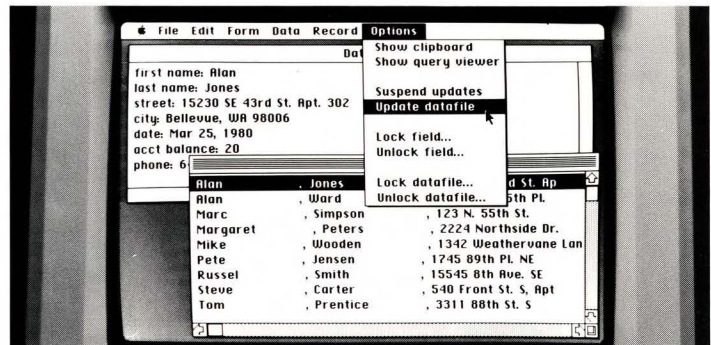 File Edit Form Data Record Options
Dat
Show clipboard
Show query viewer
Suspend updates
Update datafile
Lock field...
Unlock field...
Lock datafile...
Unlock datafile...
first name: Alan
last name: Jones
street: 15230 SE 43rd St. Apt. 302
city: Bellevue, WA 98006
date: Mar 25, 1980
acct balance: 20
phone: 6-
Alan , Jones d St. Ap
Alan , Ward 5th Pl.
Marc , Simpson , 123 N. 55th St.
Margaret , Peters , 2224 Northside Dr.
Mike , Wooden , 1342 Weathervane Lan
Pete , Jensen , 1745 89th Pl. NE
Russel , Smith , 15545 8th Ave. SE
Steve , Carter , 540 Front St. S, Apt
Tom , Prentice , 3311 88th St. S